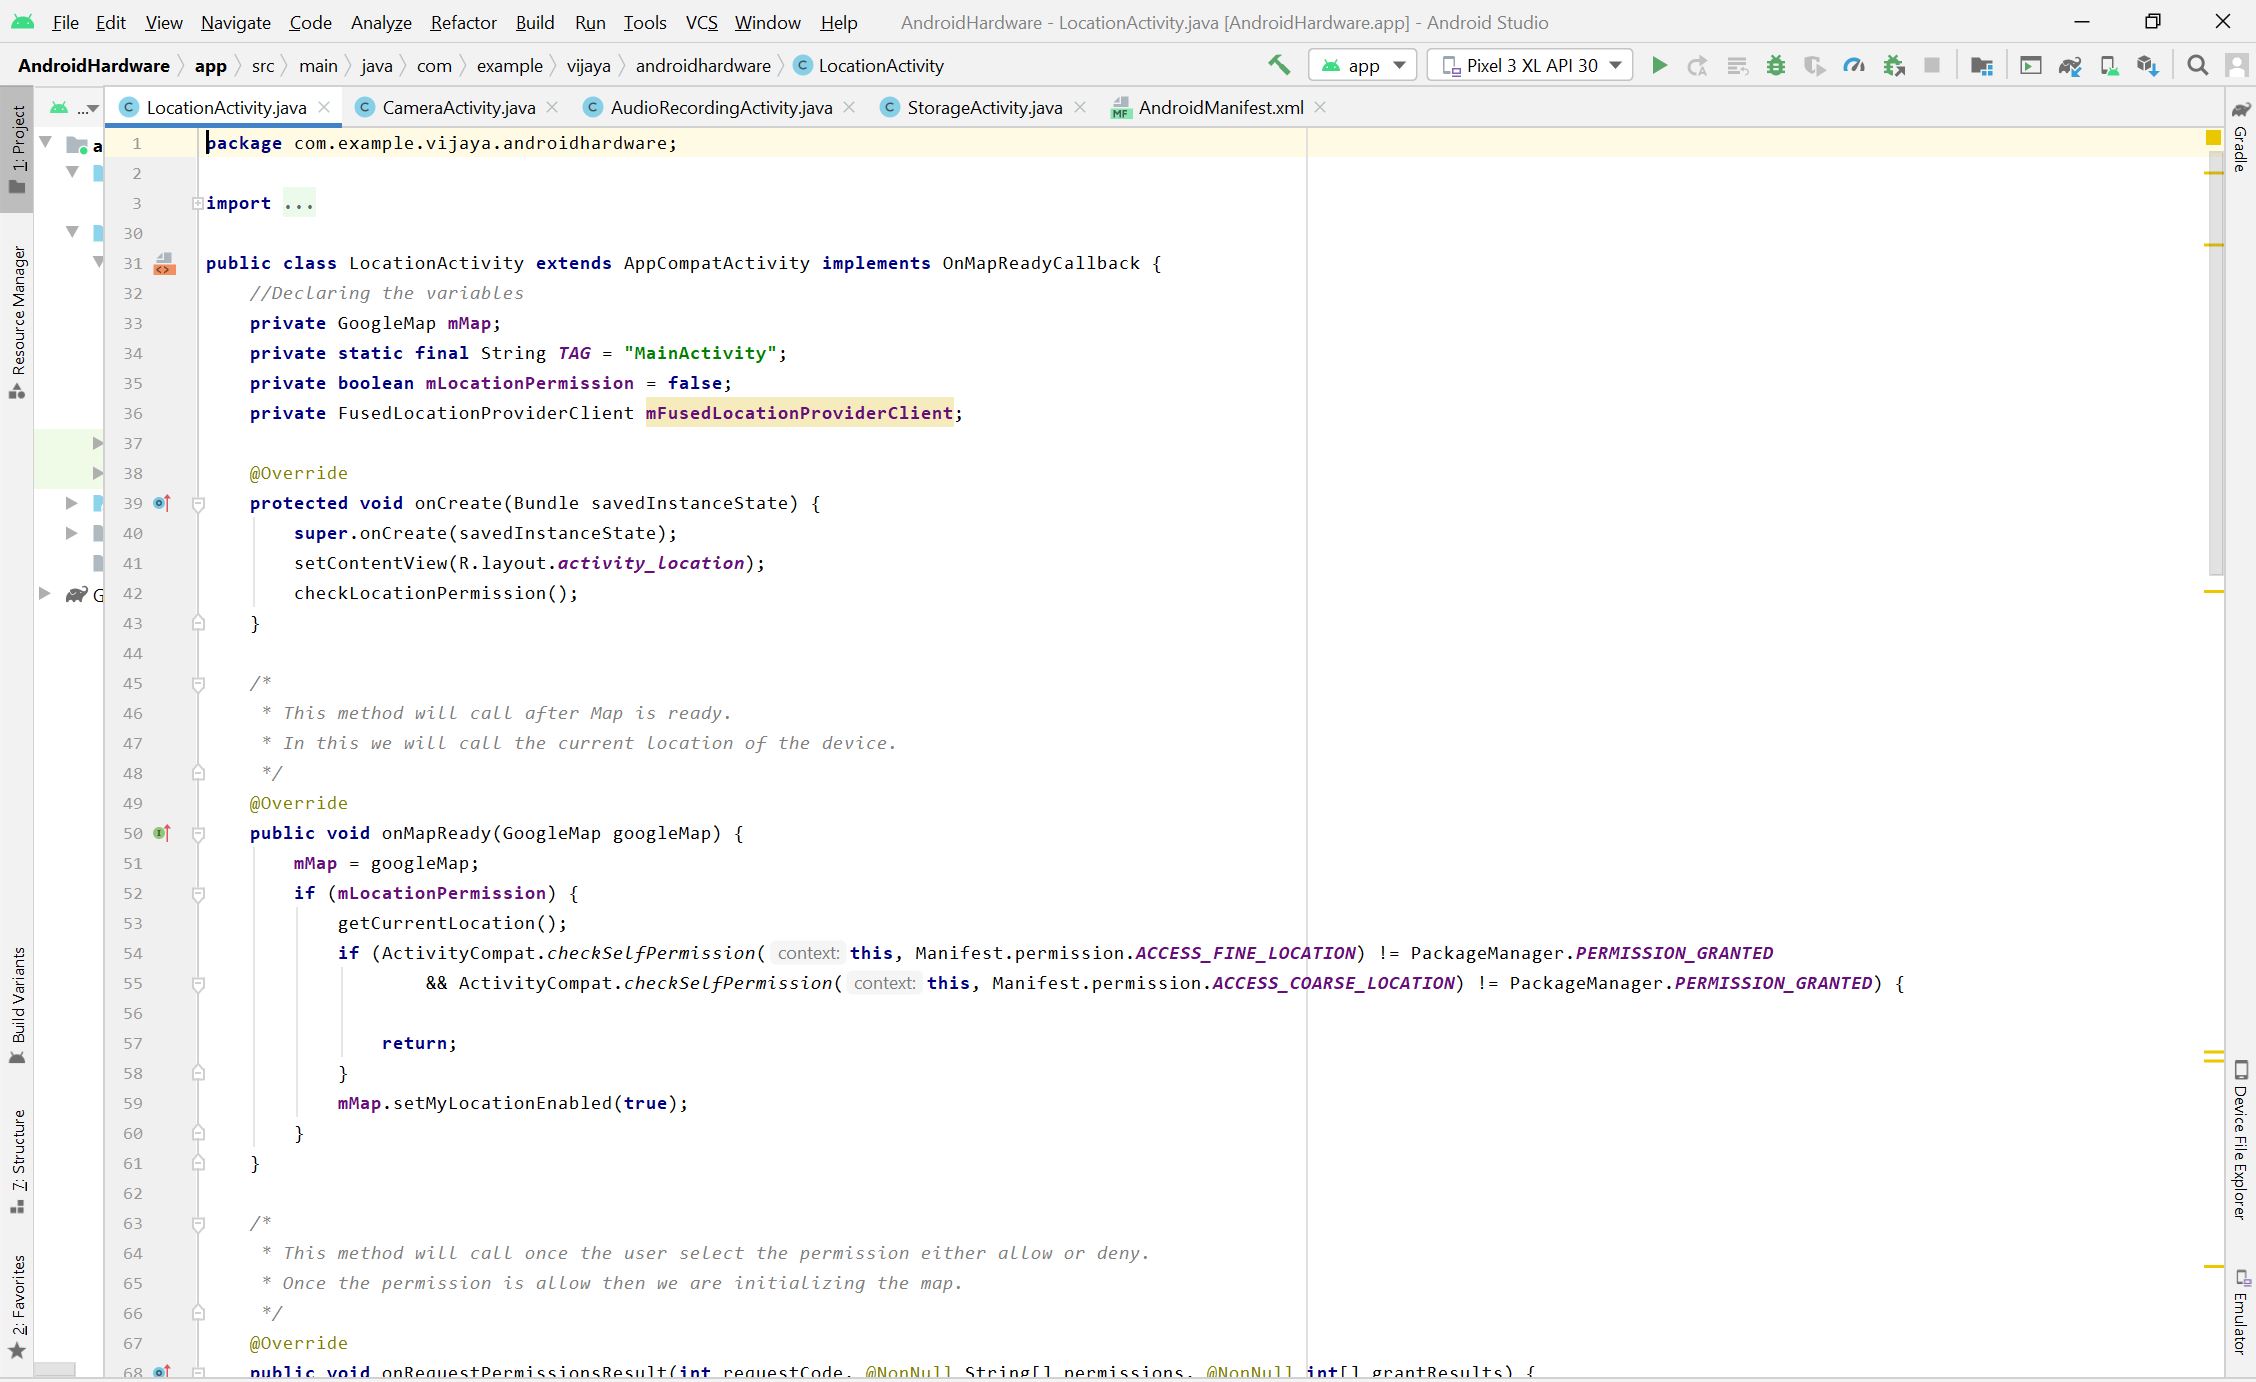 File Edit View Navigate Code Analyze Refactor Build Run Tools VCS Window Help AndroidHardware - LocationActivity.java [AndroidHardware.app] - Android Studio
AndroidHardware app src main java com example vijaya androidhardware LocationActivity app Pixel 3 XL API 30
... LocationActivity.java CameraActivity.java AudioRecordingActivity.java StorageActivity.java AndroidManifest.xml
1: Project
Resource Manager
Build Variants
7: Structure
2: Favorites
a
G
1 package com.example.vijaya.androidhardware;
2
3 import ...
30
31 public class LocationActivity extends AppCompatActivity implements OnMapReadyCallback {
32 //Declaring the variables
33 private GoogleMap mMap;
34 private static final String TAG = "MainActivity";
35 private boolean mLocationPermission = false;
36 private FusedLocationProviderClient mFusedLocationProviderClient;
37
38 @Override
39 protected void onCreate(Bundle savedInstanceState) {
40 super.onCreate(savedInstanceState);
41 setContentView(R.layout.activity_location);
42 checkLocationPermission();
43 }
44
45 /*
46 * This method will call after Map is ready.
47 * In this we will call the current location of the device.
48 */
49 @Override
50 public void onMapReady(GoogleMap googleMap) {
51 mMap = googleMap;
52 if (mLocationPermission) {
53 getCurrentLocation();
54 if (ActivityCompat.checkSelfPermission( context: this, Manifest.permission.ACCESS_FINE_LOCATION) != PackageManager.PERMISSION_GRANTED
55 && ActivityCompat.checkSelfPermission( context: this, Manifest.permission.ACCESS_COARSE_LOCATION) != PackageManager.PERMISSION_GRANTED) {
56
57 return;
58 }
59 mMap.setMyLocationEnabled(true);
60 }
61 }
62
63 /*
64 * This method will call once the user select the permission either allow or deny.
65 * Once the permission is allow then we are initializing the map.
66 */
67 @Override
68 public void onRequestPermissionsResult(int requestCode, @NonNull String[] permissions, @NonNull int[] grantResults) {
Gradle
Device File Explorer
Emulator